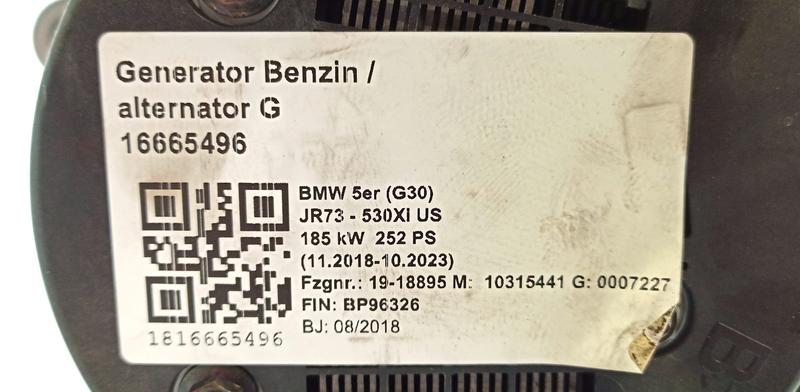 Generator Benzin /
alternator G
16665496
BMW 5er (G30)
JR73 - 530Xi US
185 kW 252 PS
(11.2018-10.2023)
Fzgnr.: 19-18895 M: 10315441 G: 0007227
FIN: BP96326
BJ: 08/2018
1816665496